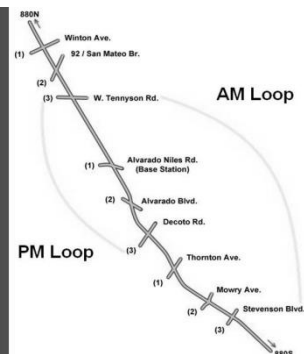 880N
Winton Ave.
(1)
92 / San Mateo Br.
(2)
(3)
W. Tennyson Rd.
AM Loop
(1)
Alvarado Niles Rd.
(Base Station)
(2)
Alvarado Blvd.
Decoto Rd.
(3)
PM Loop
Thornton Ave.
(1)
Mowry Ave.
(2)
Stevenson Blvd.
(3)
880S